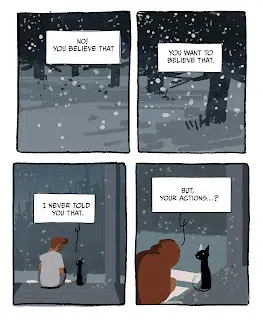 NO!
YOU BELIEVE THAT
YOU WANT TO
BELIEVE THAT.
I NEVER TOLD
YOU THAT.
BUT,
YOUR ACTIONS...?